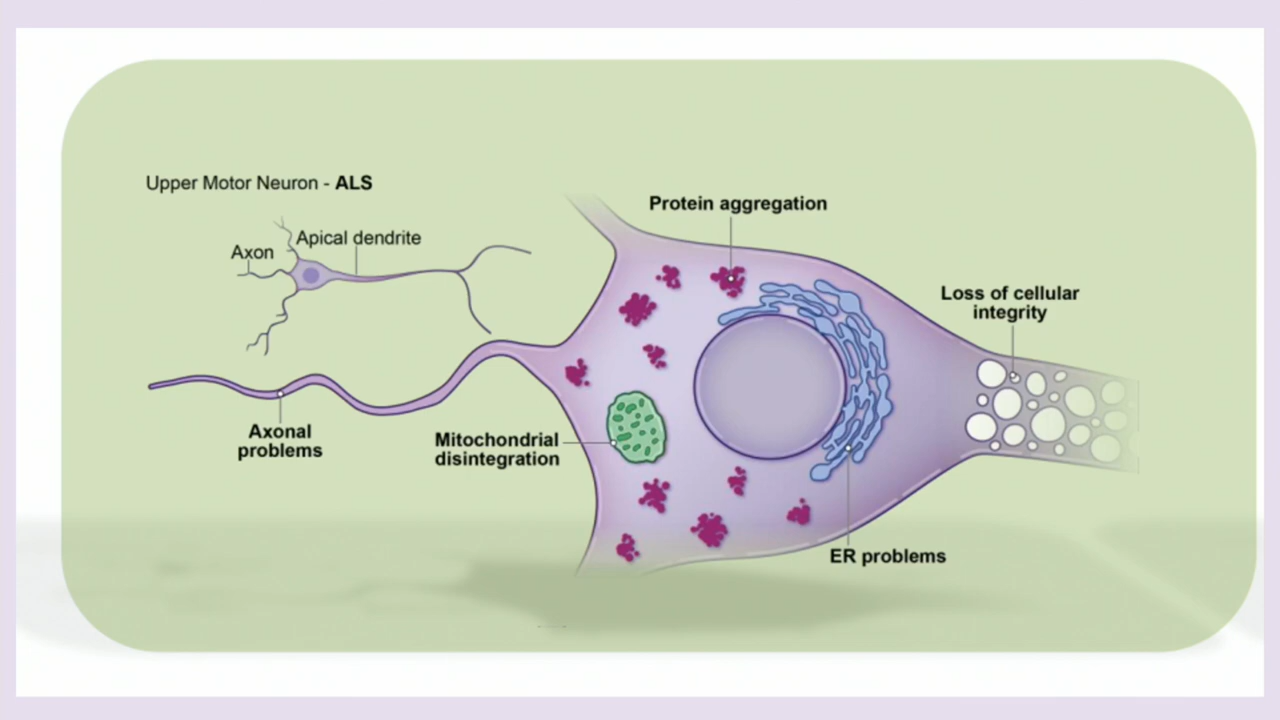 Upper Motor Neuron - ALS
Protein aggregation
Apical dendrite
Axon
Loss of cellular
integrity
Axonal
problems
Mitochondrial
disintegration
ER problems